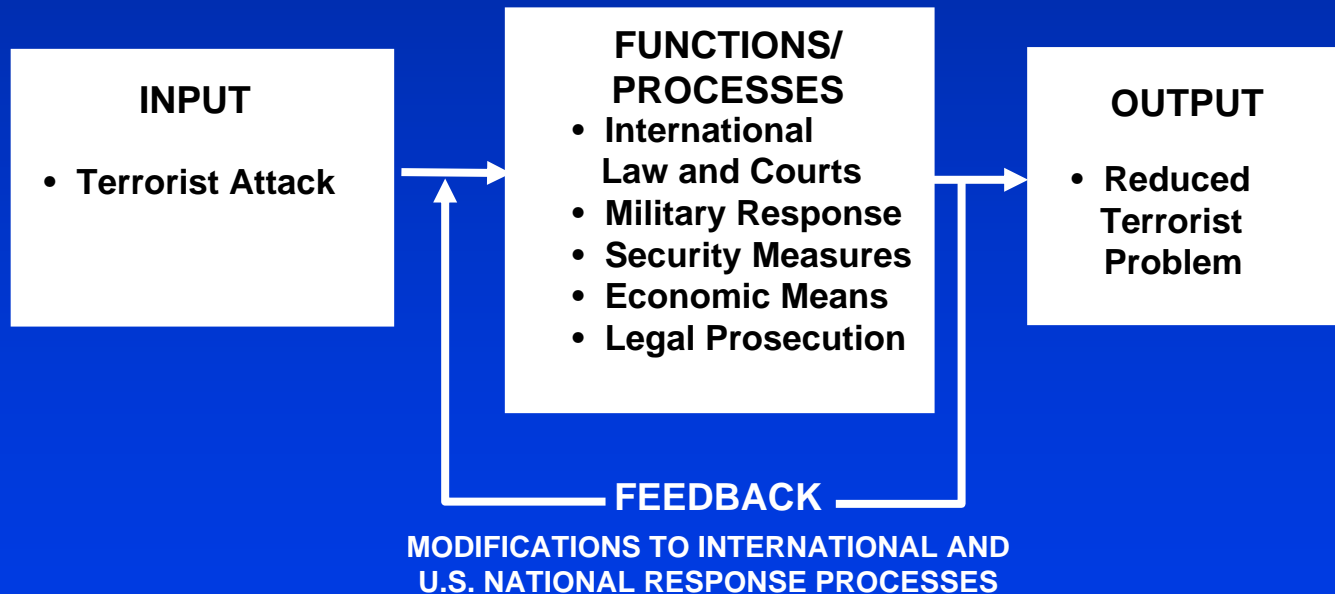 INPUT
• Terrorist Attack
FUNCTIONS/
PROCESSES
• International
Law and Courts
• Military Response
• Security Measures
• Economic Means
• Legal Prosecution
OUTPUT
• Reduced
Terrorist
Problem
FEEDBACK
MODIFICATIONS TO INTERNATIONAL AND
U.S. NATIONAL RESPONSE PROCESSES